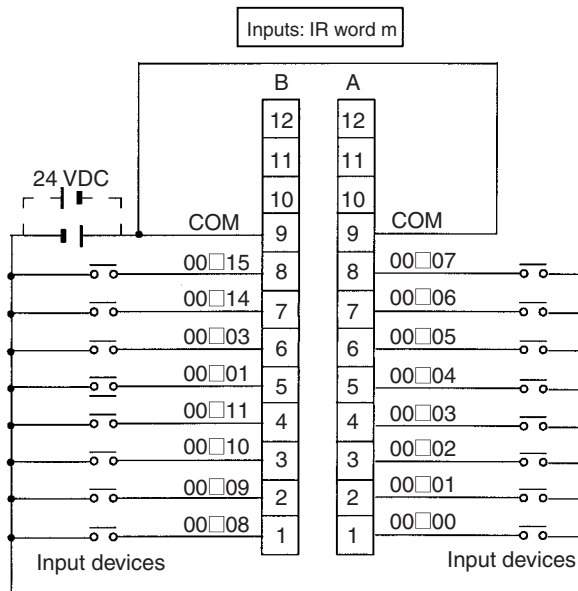 Inputs: IR word m
B A
12 12
11 11
24 VDC
10 10
COM 9 9 COM
00□15 8 8 00□07
00□14 7 7 00□06
00□03 6 6 00□05
00□01 5 5 00□04
00□11 4 4 00□03
00□10 3 3 00□02
00□09 2 2 00□01
00□08 1 1 00□00
Input devices Input devices